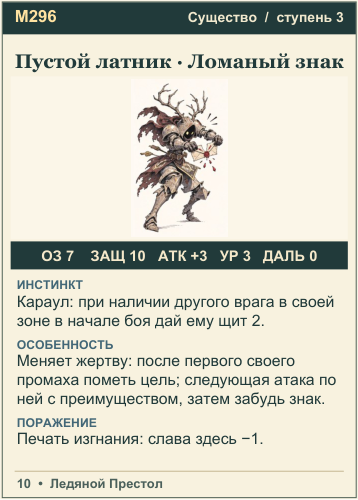 М296 Существо / ступень 3
Пустой латник · Ломаный знак
ОЗ 7 ЗАЩ 10 АТК +3 УР 3 ДАЛЬ 0
ИНСТИНКТ
Караул: при наличии другого врага в своей
зоне в начале боя дай ему щит 2.
ОСОБЕННОСТЬ
Меняет жертву: после первого своего
промаха пометь цель; следующая атака по
ней с преимуществом, затем забудь знак.
ПОРАЖЕНИЕ
Печать изгнания: слава здесь −1.
10 • Ледяной Престол